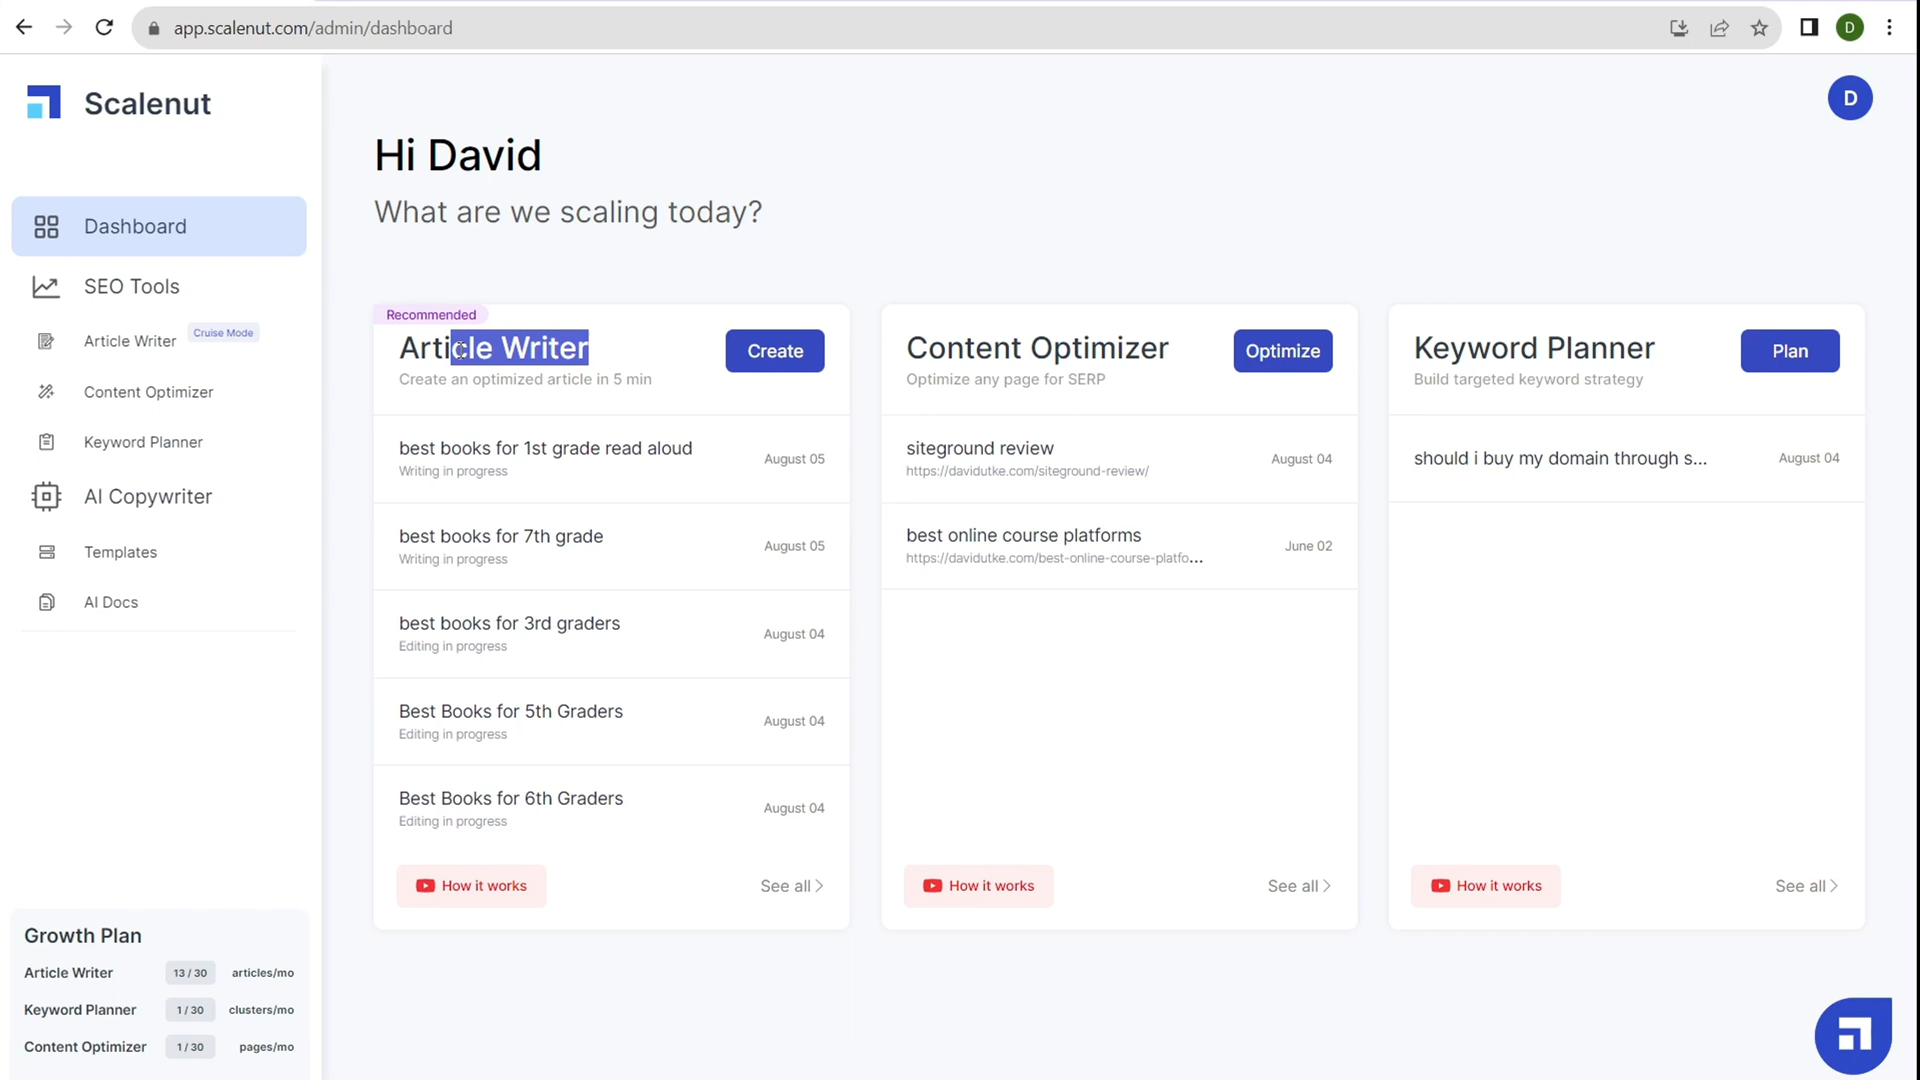 app.scalenut.com/admin/dashboard
D
Scalenut
D
Hi David
What are we scaling today?
Dashboard
SEO Tools
Article Writer
Cruise Mode
Content Optimizer
Keyword Planner
AI Copywriter
Templates
AI Docs
Recommended
Article Writer
Create
Create an optimized article in 5 min
best books for 1st grade read aloud
Writing in progress
August 05
best books for 7th grade
Writing in progress
August 05
best books for 3rd graders
Editing in progress
August 04
Best Books for 5th Graders
Editing in progress
August 04
Best Books for 6th Graders
Editing in progress
August 04
How it works
See all
Content Optimizer
Optimize
Optimize any page for SERP
siteground review
https://davidutke.com/siteground-review/
August 04
best online course platforms
https://davidutke.com/best-online-course-platfo...
June 02
How it works
See all
Keyword Planner
Plan
Build targeted keyword strategy
should i buy my domain through s...
August 04
How it works
See all
Growth Plan
Article Writer 13 / 30 articles/mo
Keyword Planner 1 / 30 clusters/mo
Content Optimizer 1 / 30 pages/mo